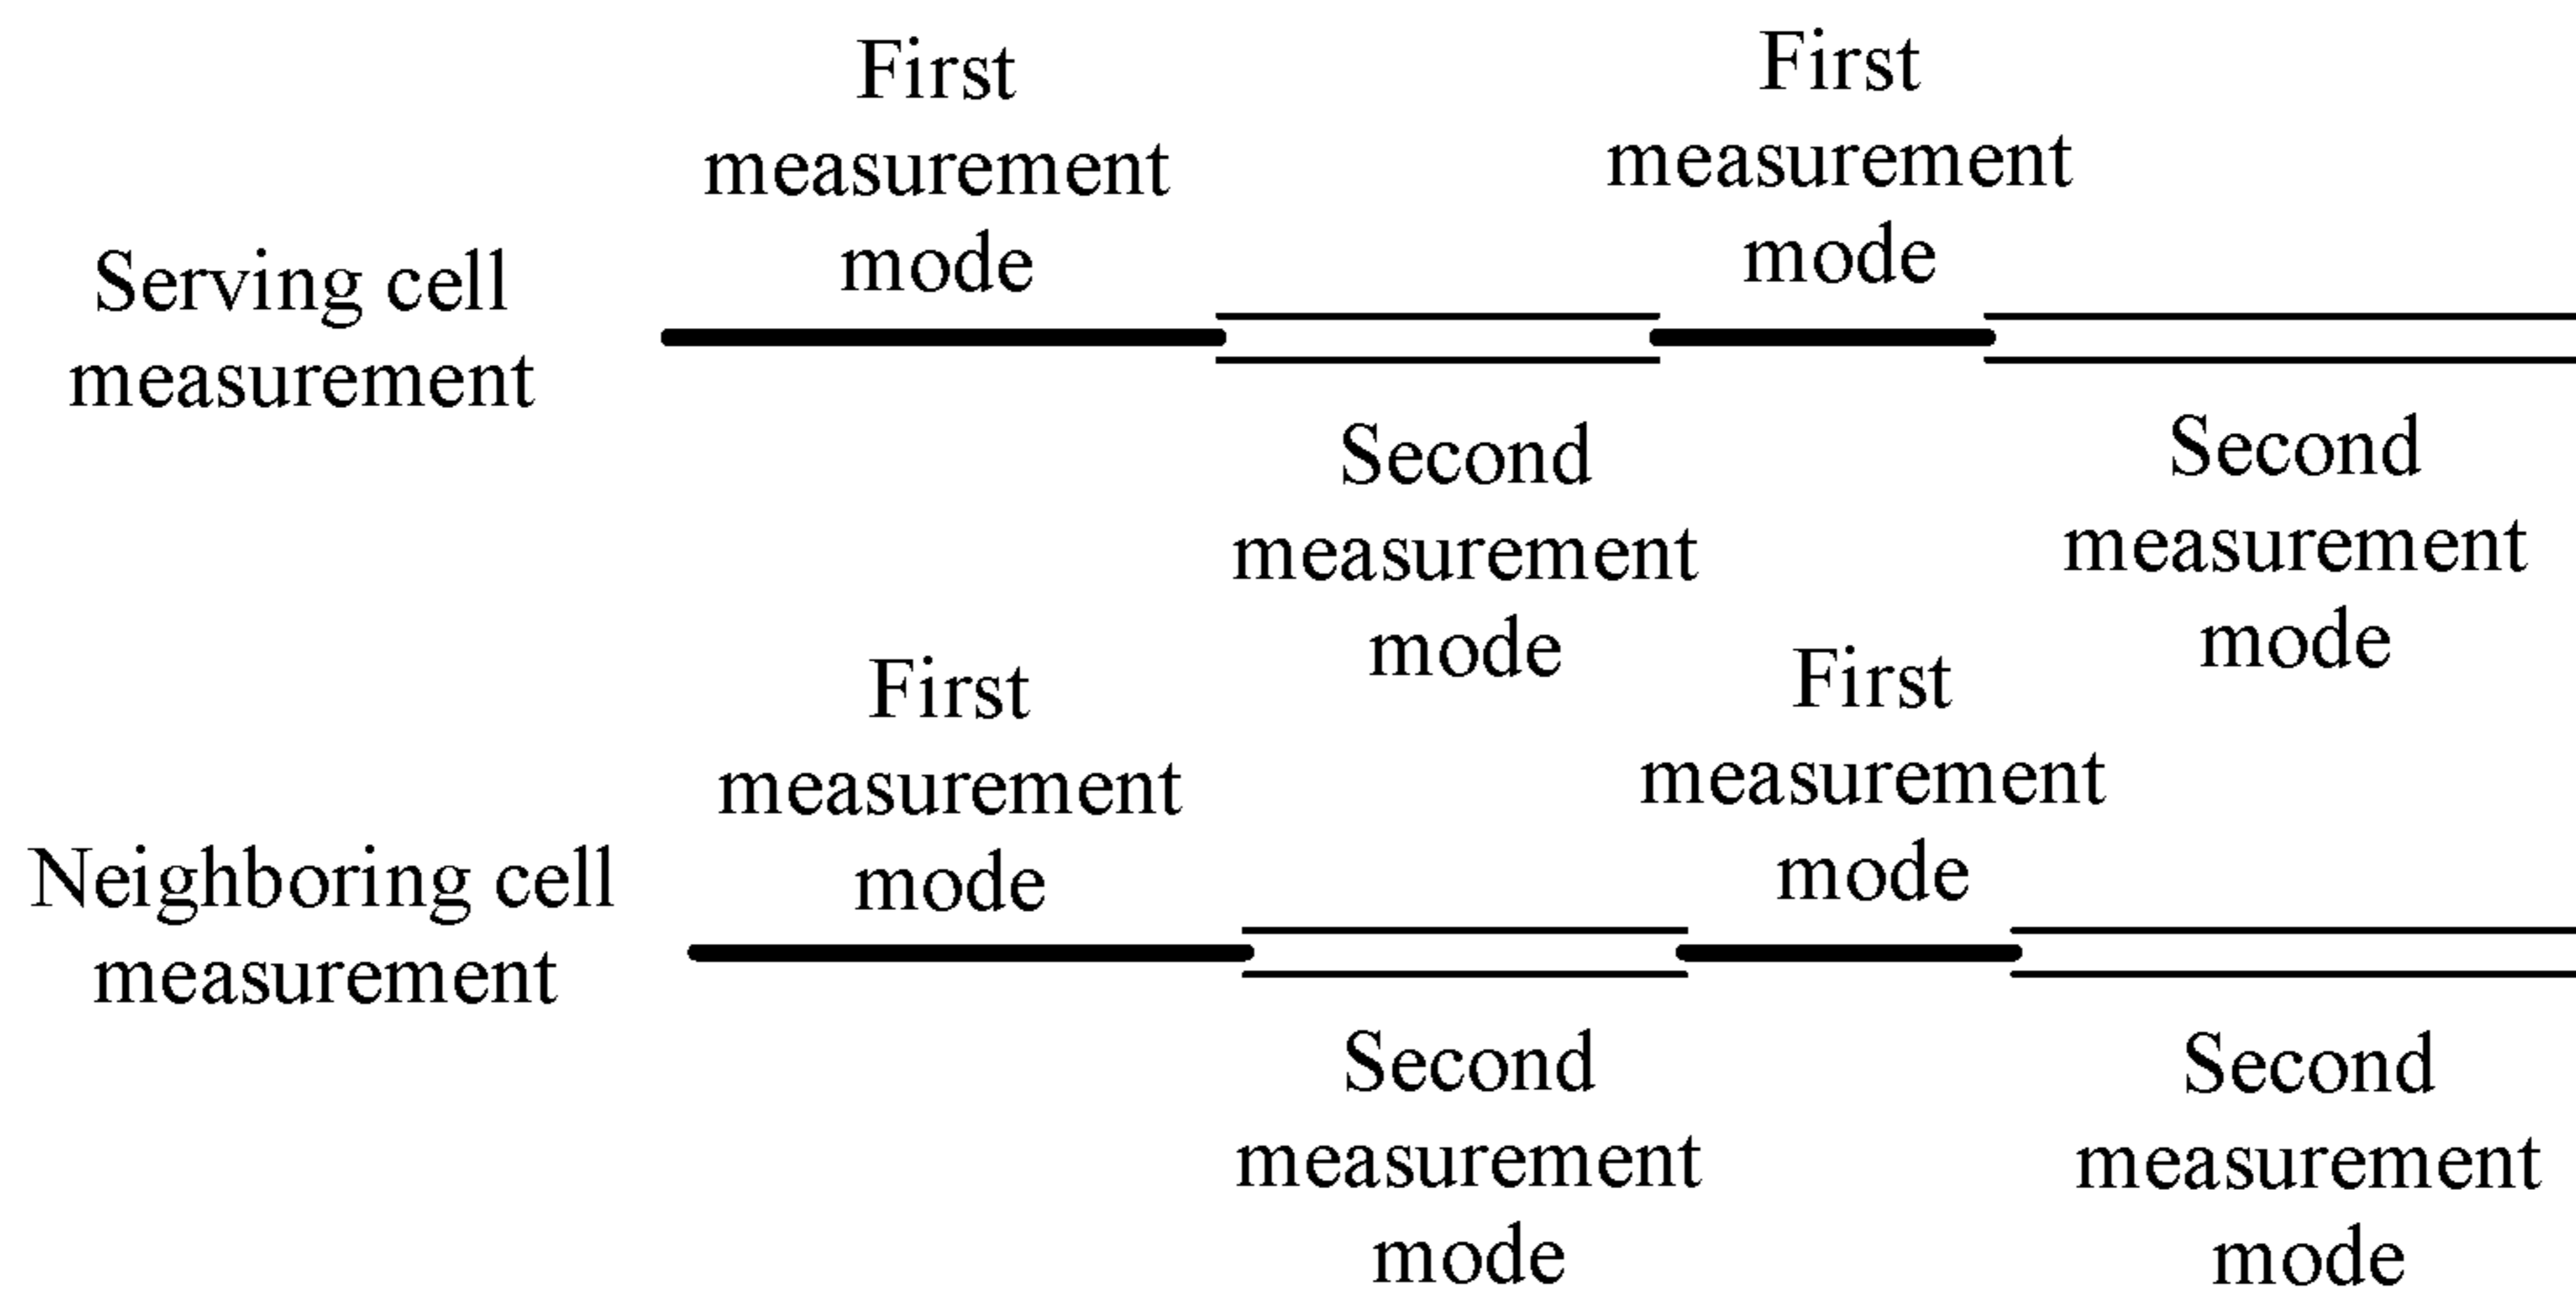 First
measurement
mode
First
measurement
mode
Serving cell
measurement
Second
measurement
mode
Second
measurement
mode
First
measurement
mode
First
measurement
mode
Neighboring cell
measurement
Second
measurement
mode
Second
measurement
mode